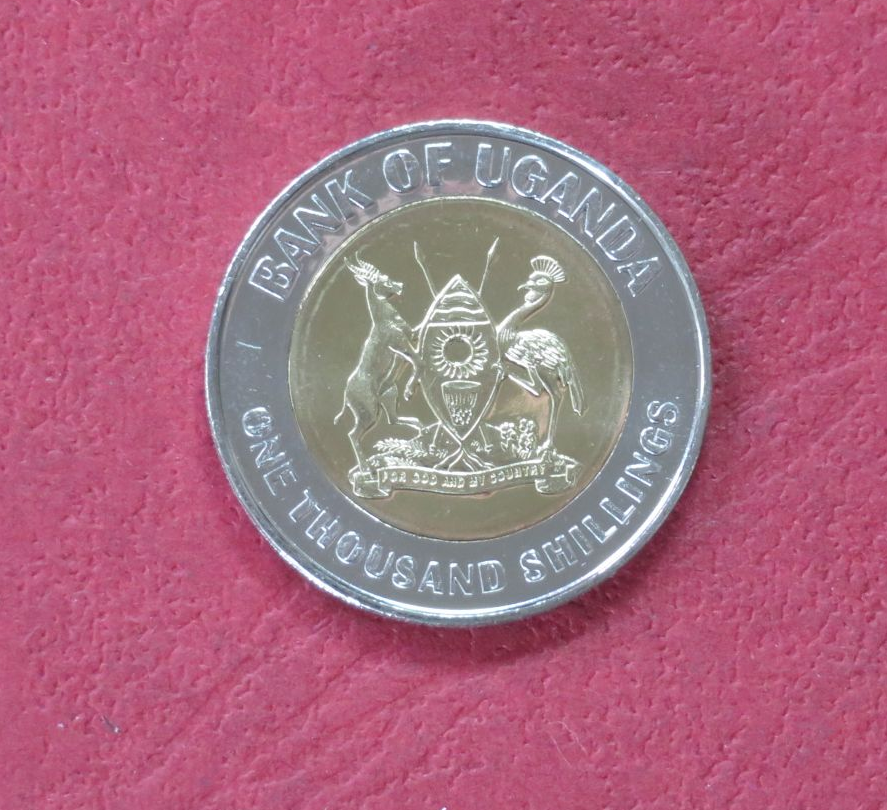 BANK OF UGANDA
FOR GOD AND MY COUNTRY
ONE THOUSAND SHILLINGS